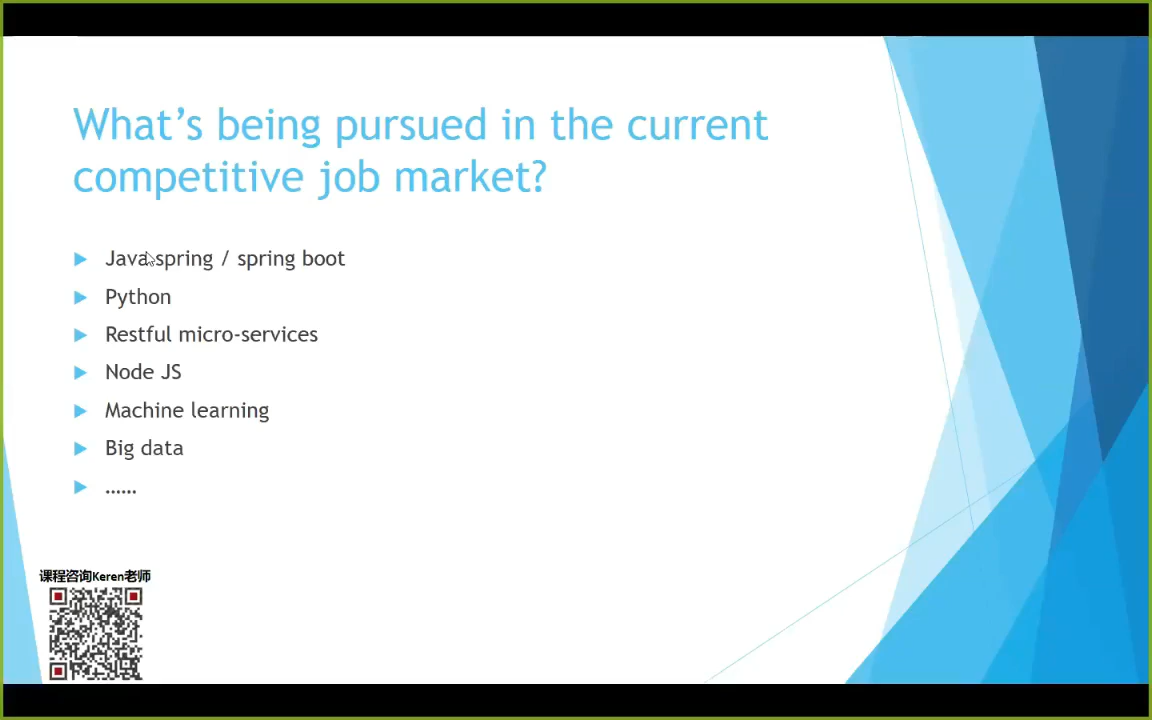 What's being pursued in the current
competitive job market?
Java spring / spring boot
Python
Restful micro-services
Node JS
Machine learning
Big data
......
课程咨询Keren老师